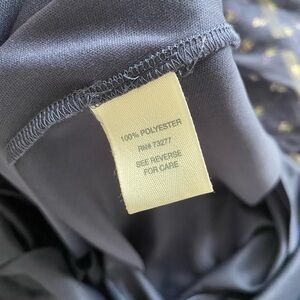 100% POLYESTER
RN# 73277
SEE REVERSE
FOR CARE